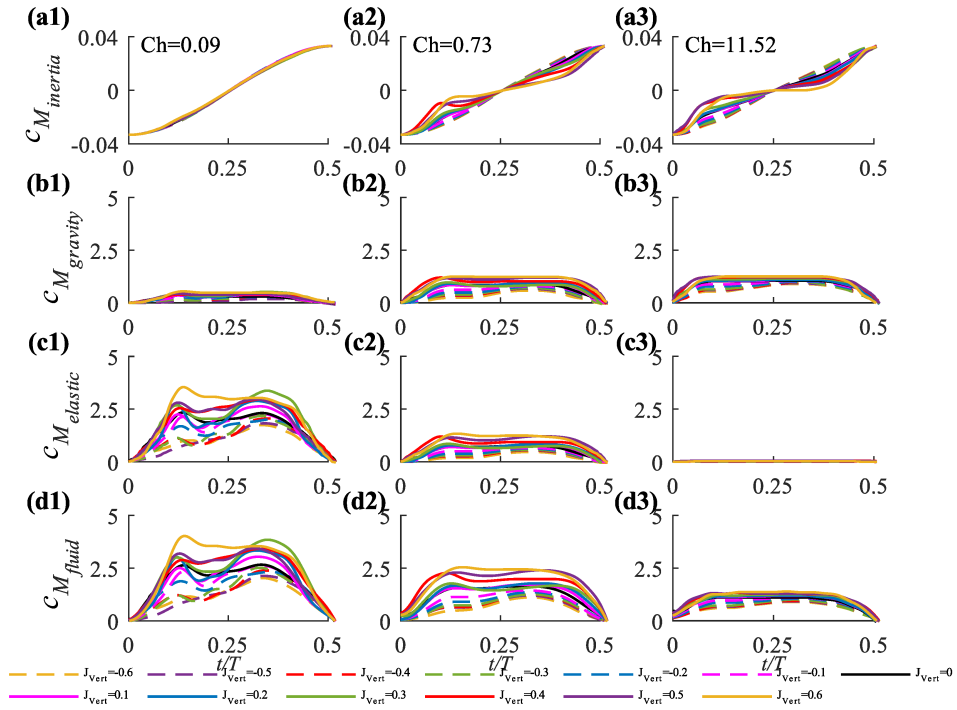 (a1) (a2) (a3)
0.04 0.04 0.04
Ch=0.09 Ch=0.73 Ch=11.52
c_M_inertia
0 0 0
-0.04 -0.04 -0.04
0 0.25 0.5 0 0.25 0.5 0 0.25 0.5
(b1) (b2) (b3)
5 5 5
c_M_gravity
2.5 2.5 2.5
0 0 0
0 0.25 0.5 0 0.25 0.5 0 0.25 0.5
(c1) (c2) (c3)
5 5 5
c_M_elastic
2.5 2.5 2.5
0 0 0
0 0.25 0.5 0 0.25 0.5 0 0.25 0.5
(d1) (d2) (d3)
5 5 5
c_M_fluid
2.5 2.5 2.5
0 0 0
0 0.25 0.5 0 0.25 0.5 0 0.25 0.5
t/T t/T t/T
J_Vert=-0.6 J_Vert=-0.5 J_Vert=-0.4 J_Vert=-0.3 J_Vert=-0.2 J_Vert=-0.1 J_Vert=0
J_Vert=0.1 J_Vert=0.2 J_Vert=0.3 J_Vert=0.4 J_Vert=0.5 J_Vert=0.6